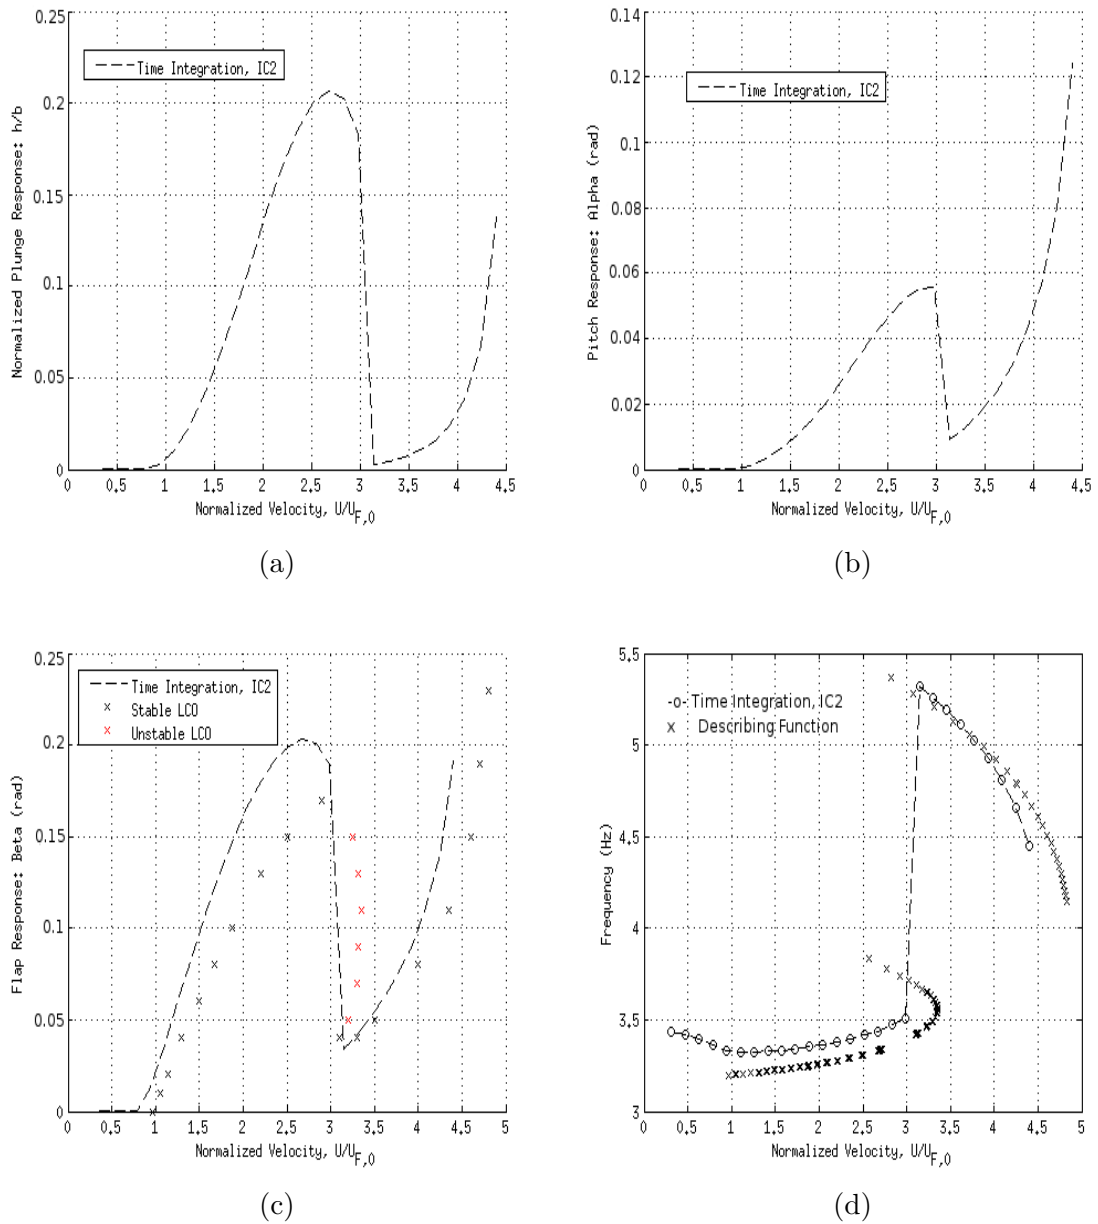 0.25
0.2
0.15
0.1
0.05
0
Normalized Plunge Response: h/b
Time Integration, IC2
0 0.5 1 1.5 2 2.5 3 3.5 4 4.5
Normalized Velocity, U/U_F,0
(a)
0.14
0.12
0.1
0.08
0.06
0.04
0.02
0
Pitch Response: Alpha (rad)
Time Integration, IC2
0 0.5 1 1.5 2 2.5 3 3.5 4 4.5
Normalized Velocity, U/U_F,0
(b)
0.25
0.2
0.15
0.1
0.05
0
Flap Response: Beta (rad)
Time Integration, IC2
Stable LCO
Unstable LCO
0 0.5 1 1.5 2 2.5 3 3.5 4 4.5 5
Normalized Velocity, U/U_F,0
(c)
5.5
5
4.5
4
3.5
3
Frequency (Hz)
Time Integration, IC2
Describing Function
0 0.5 1 1.5 2 2.5 3 3.5 4 4.5 5
Normalized Velocity, U/U_F,0
(d)